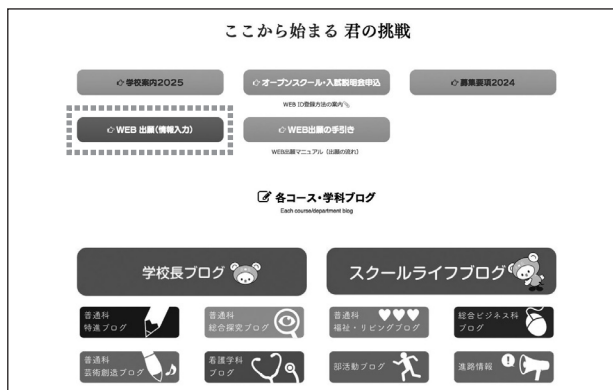 ここから始まる 君の挑戦
学校案内2025
オープンスクール・入試説明会申込
募集要項2024
WEB ID登録方法の案内
WEB 出願(情報入力)
WEB出願の手引き
WEB出願マニュアル(出願の流れ)
各コース・学科ブログ
Each course/department blog
学校長ブログ
スクールライフブログ
普通科
特進ブログ
普通科
総合探究ブログ
普通科
福祉・リビングブログ
総合ビジネス科
ブログ
普通科
芸術創造ブログ
看護学科
ブログ
部活動ブログ
進路情報